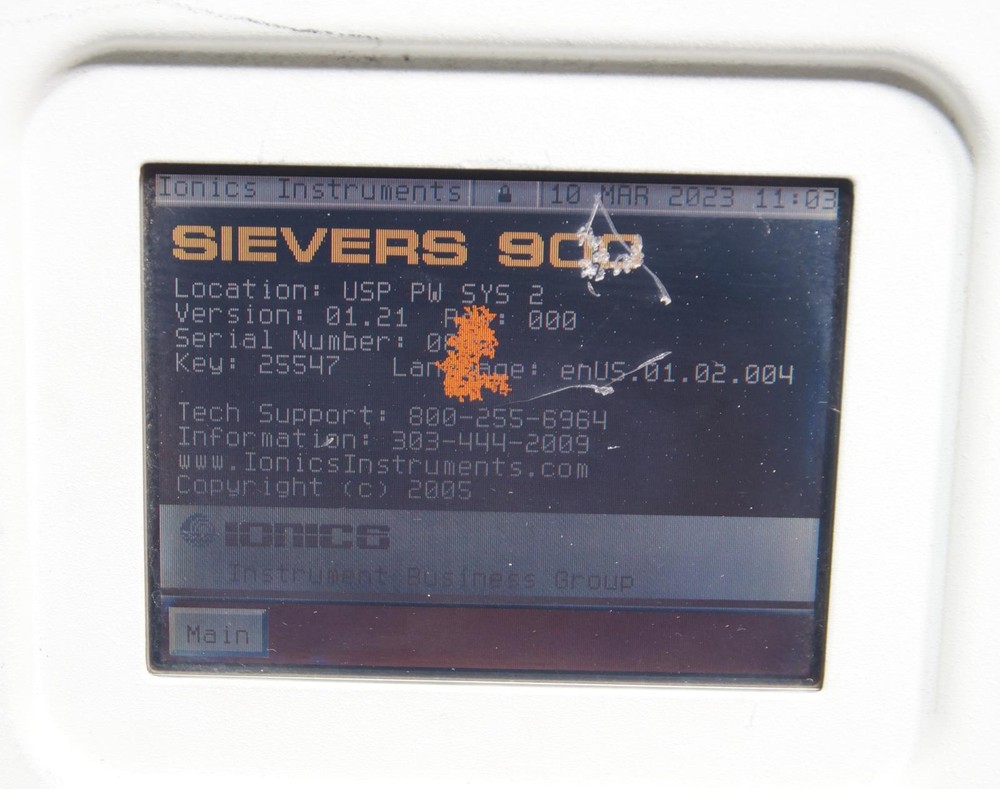 Ionics Instruments 10 MAR 2023 11:03
SIEVERS 900
Location: USP PW SYS 2
Version: 01.21 000
Serial Number:
Key: 25547 enUS.01.02.004
Tech Support: 800-255-6964
Information: 303-444-2009
www.IonicsInstruments.com
Copyright (c) 2005
IONICS
Instrument Business Group
Main